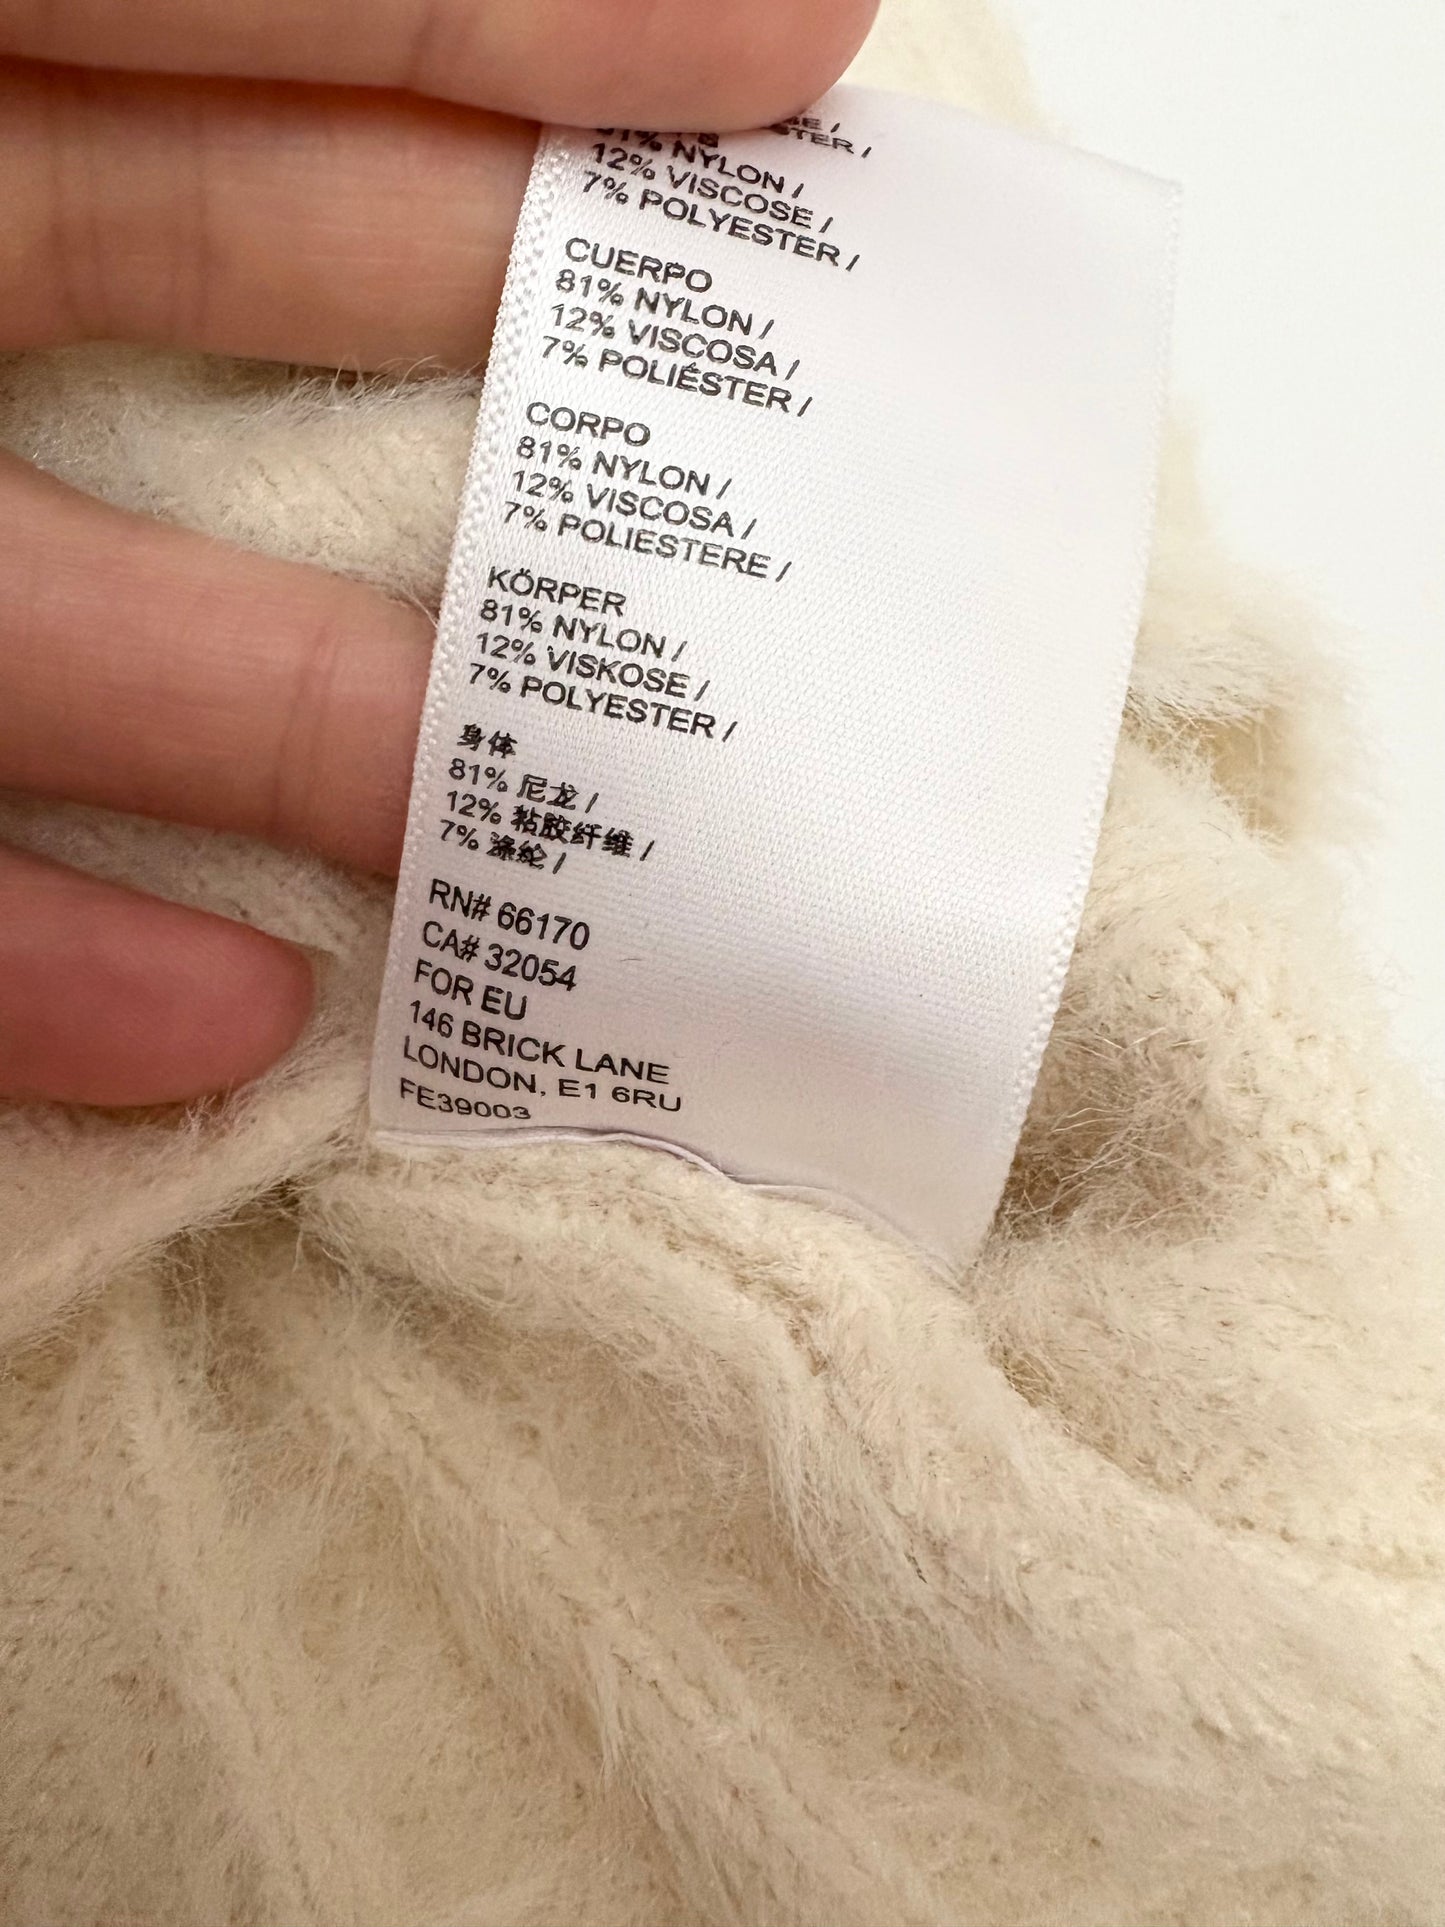 81% NYLON /
12% VISCOSE /
7% POLYESTER /
CUERPO
81% NYLON /
12% VISCOSA /
7% POLIÉSTER /
CORPO
81% NYLON /
12% VISCOSA /
7% POLIESTERE /
KÖRPER
81% NYLON /
12% VISKOSE /
7% POLYESTER /
身体
81% 尼龙 /
12% 粘胶纤维 /
7% 涤纶 /
RN# 66170
CA# 32054
FOR EU
146 BRICK LANE
LONDON, E1 6RU
FE39003